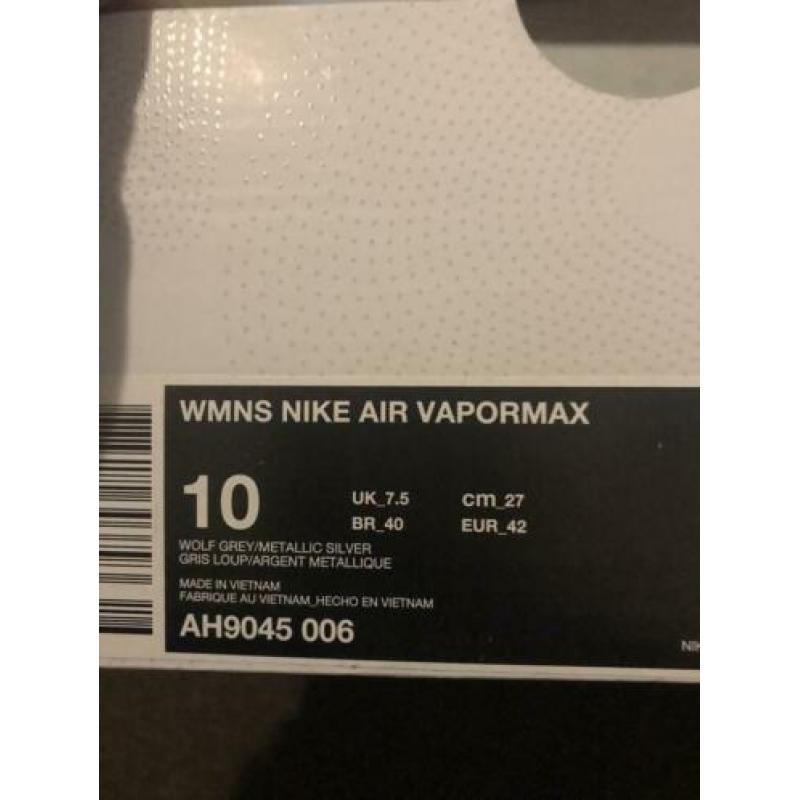 WMNS NIKE AIR VAPORMAX
10
UK_7.5 cm_27
BR_40 EUR_42
WOLF GREY/METALLIC SILVER
GRIS LOUP/ARGENT METALLIQUE
MADE IN VIETNAM
FABRIQUE AU VIETNAM_HECHO EN VIETNAM
AH9045 006